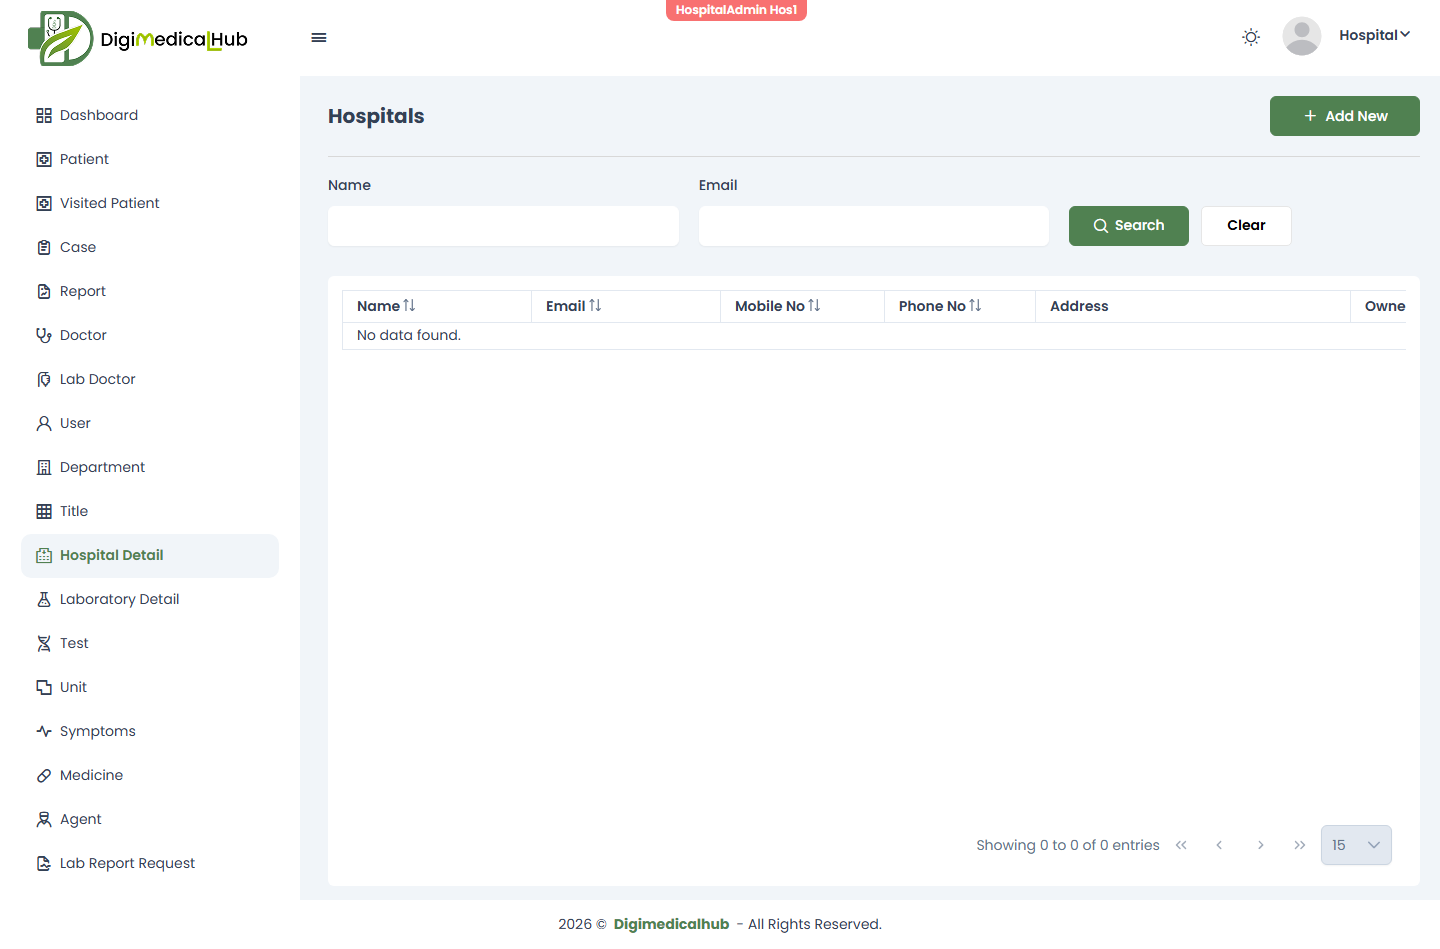 HospitalAdmin Hos1
DigiMedicalHub
Hospital
Dashboard
Patient
Visited Patient
Case
Report
Doctor
Lab Doctor
User
Department
Title
Hospital Detail
Laboratory Detail
Test
Unit
Symptoms
Medicine
Agent
Lab Report Request
Hospitals
Add New
Name
Email
Search
Clear
Name Email Mobile No Phone No Address Owne
No data found.
Showing 0 to 0 of 0 entries « ‹ › » 15
2026 © Digimedicalhub - All Rights Reserved.